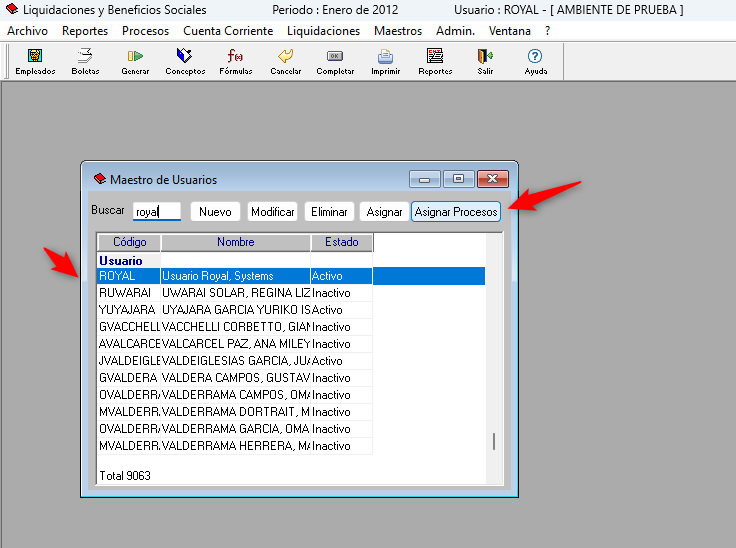 Liquidaciones y Beneficios Sociales Periodo : Enero de 2012 Usuario : ROYAL - [ AMBIENTE DE PRUEBA ]
Archivo Reportes Procesos Cuenta Corriente Liquidaciones Maestros Admin. Ventana ?
Empleados Boletas Generar Conceptos Fórmulas Cancelar Completar Imprimir Reportes Salir Ayuda
Maestro de Usuarios
Buscar royal Nuevo Modificar Eliminar Asignar Asignar Procesos
Código Nombre Estado
Usuario
ROYAL Usuario Royal, Systems Activo
RUWARAI UWARAI SOLAR, REGINA LIZ Inactivo
YUYAJARA UYAJARA GARCIA YURIKO IS Activo
GVACCHELL VACCHELLI CORBETTO, GIAN Inactivo
AVALCARCE VALCARCEL PAZ, ANA MILEY Inactivo
JVALDEIGLE VALDEIGLESIAS GARCIA, JUA Activo
GVALDERA VALDERA CAMPOS, GUSTAV Inactivo
OVALDERRA VALDERRAMA CAMPOS, OMA Inactivo
MVALDERR VALDERRAMA DORTRAIT, M Inactivo
OVALDERRA VALDERRAMA GARCIA, OMA Inactivo
MVALDERR VALDERRAMA HERRERA, MA Inactivo
Total 9063